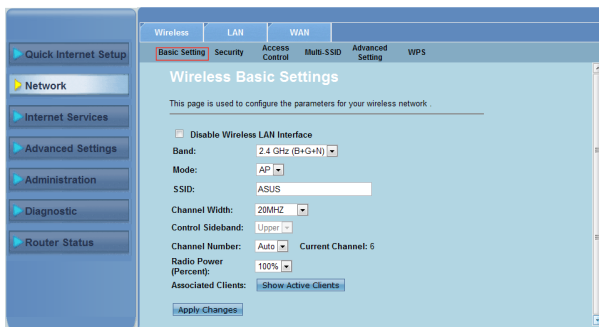 Wireless LAN WAN
Basic Setting Security Access Control Multi-SSID Advanced Setting WPS
Quick Internet Setup
Network
Internet Services
Advanced Settings
Administration
Diagnostic
Router Status
Wireless Basic Settings
This page is used to configure the parameters for your wireless network .
Disable Wireless LAN Interface
Band: 2.4 GHz (B+G+N)
Mode: AP
SSID: ASUS
Channel Width: 20MHZ
Control Sideband: Upper
Channel Number: Auto Current Channel: 6
Radio Power (Percent): 100%
Associated Clients: Show Active Clients
Apply Changes